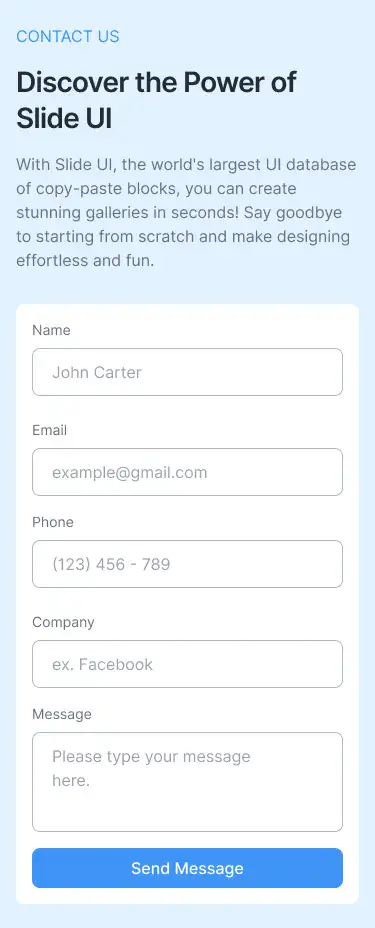 CONTACT US
Discover the Power of
Slide UI
With Slide UI, the world's largest UI database
of copy-paste blocks, you can create
stunning galleries in seconds! Say goodbye
to starting from scratch and make designing
effortless and fun.
Name
John Carter
Email
example@gmail.com
Phone
(123) 456 - 789
Company
ex. Facebook
Message
Please type your message
here.
Send Message